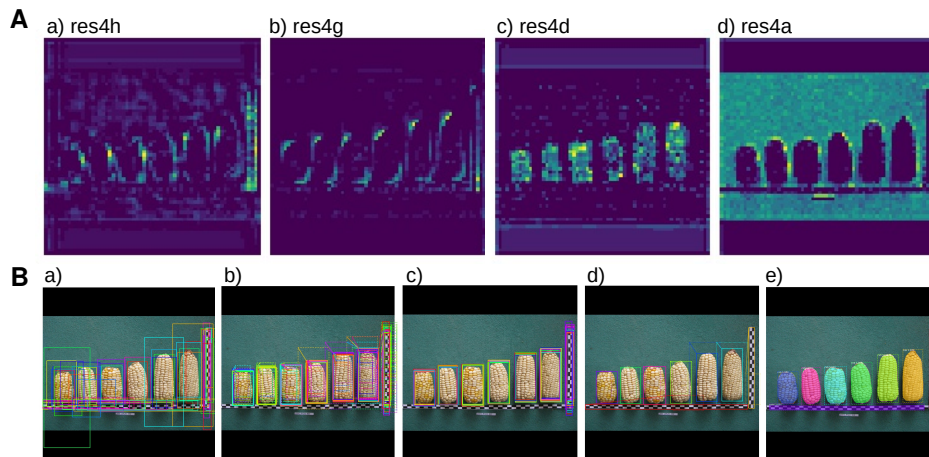 A
a) res4h
b) res4g
c) res4d
d) res4a
B
a)
b)
c)
d)
e)